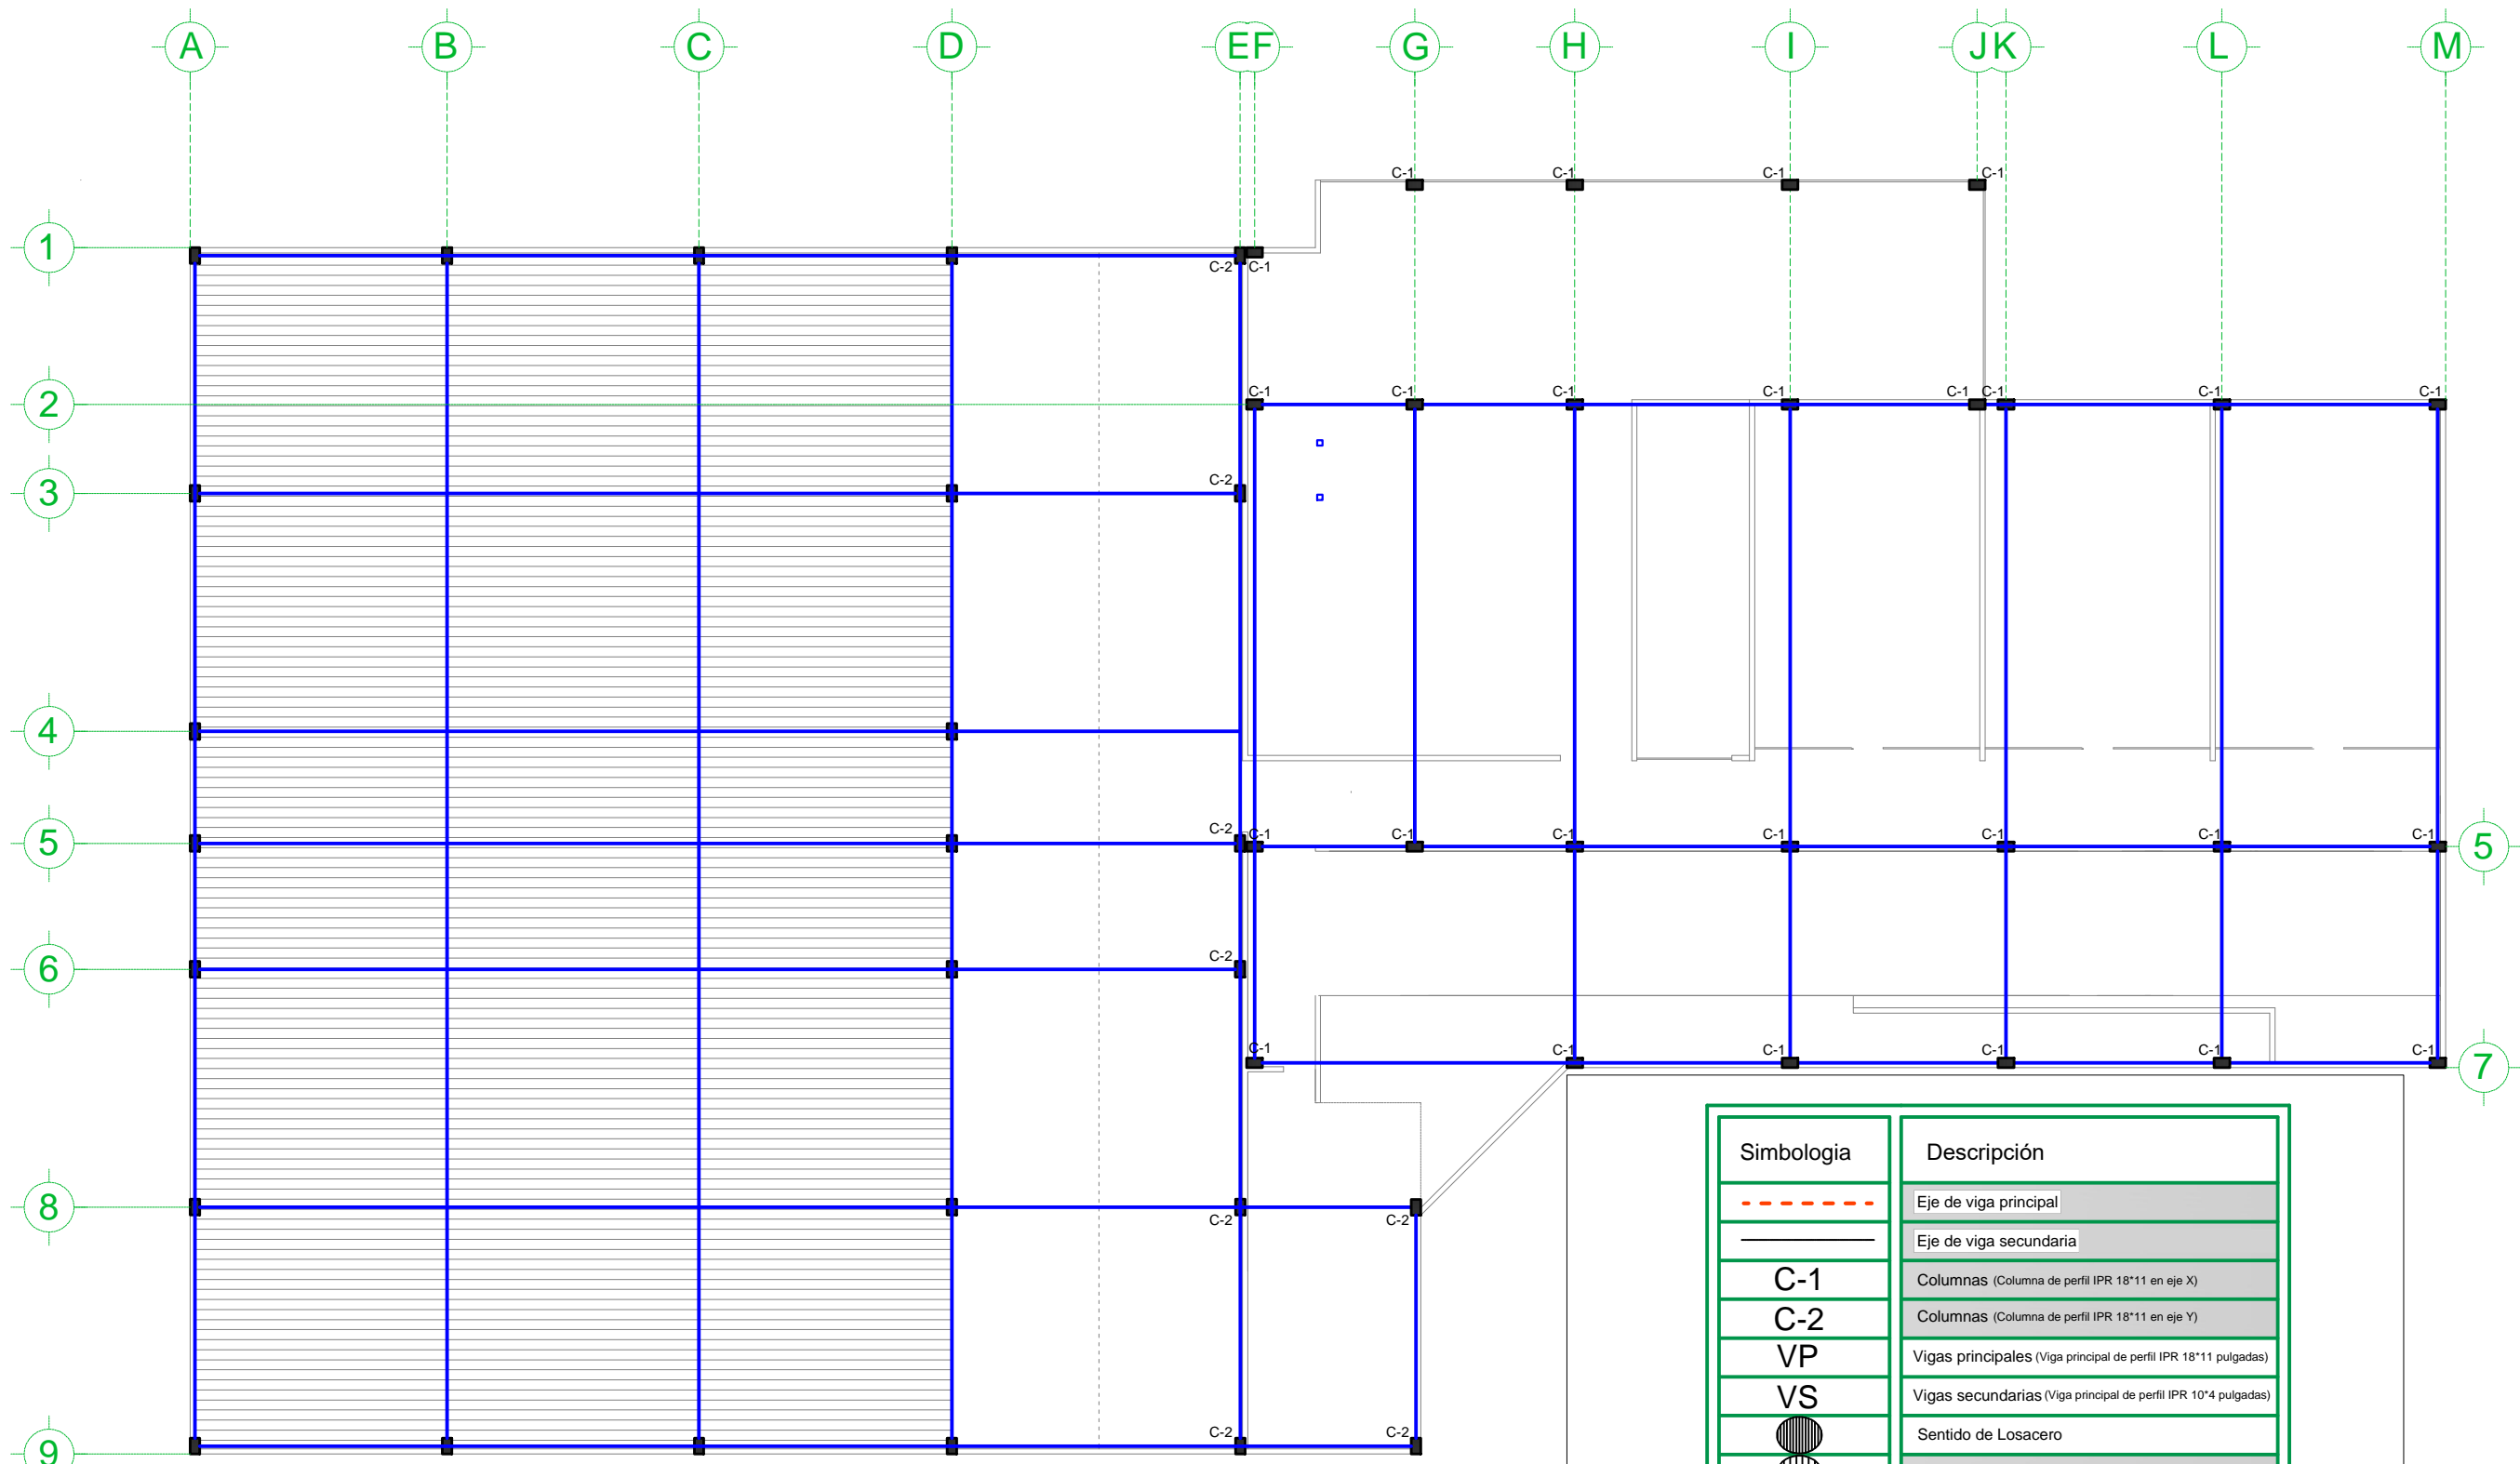 A B C D E F G H I J K L M
C-1 C-1 C-1 C-1
1
C-2 C-1
C-1 C-1 C-1 C-1 C-1 C-1 C-1 C-1
2
C-2
3
4
C-2 C-1 C-1 C-1 C-1 C-1 C-1 C-1
5 5
C-2
6
C-1 C-1 C-1 C-1 C-1 C-1
7
8
C-2 C-2
C-2 C-2
9
Simbologia Descripción
Eje de viga principal
Eje de viga secundaria
C-1 Columnas (Columna de perfil IPR 18*11 en eje X)
C-2 Columnas (Columna de perfil IPR 18*11 en eje Y)
VP Vigas principales (Viga principal de perfil IPR 18*11 pulgadas)
VS Vigas secundarias (Viga principal de perfil IPR 10*4 pulgadas)
Sentido de Losacero